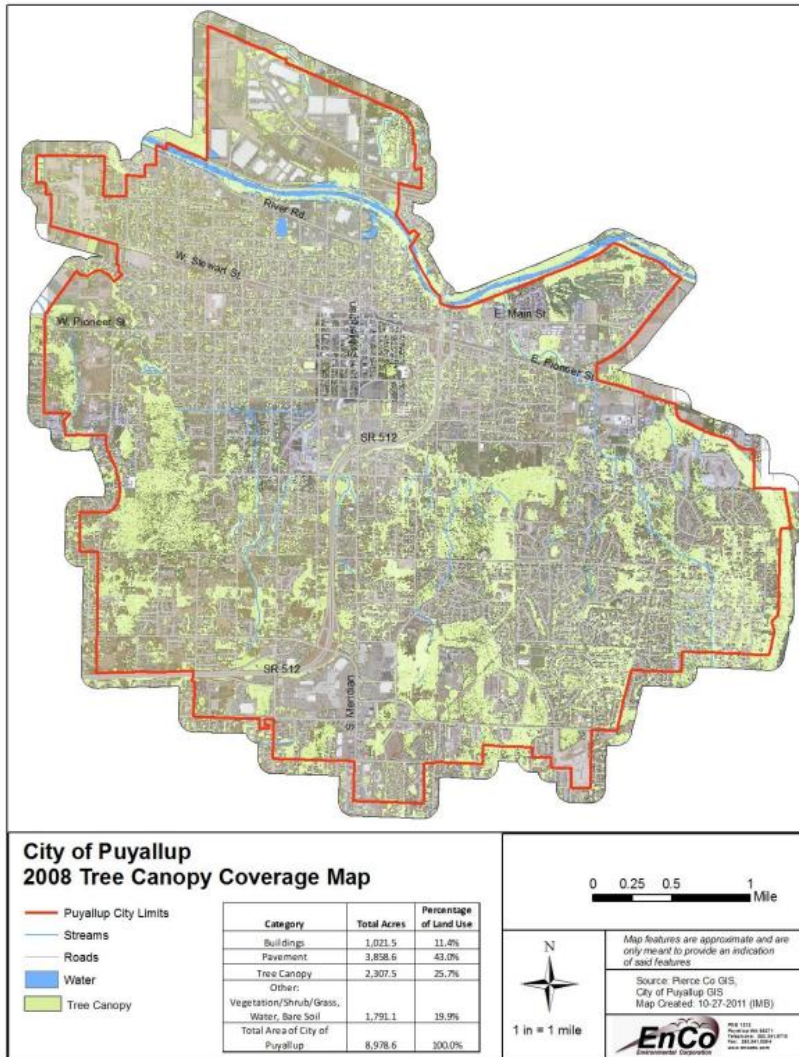 River Rd.
W. Stewart St.
W. Pioneer St.
E. Main St.
E. Pioneer St.
SR 512
SR 512
S. Meridian
City of Puyallup
2008 Tree Canopy Coverage Map
Puyallup City Limits
Streams
Roads
Water
Tree Canopy
Category Total Acres Percentage of Land Use
Buildings 1,021.5 11.4%
Pavement 3,858.6 43.0%
Tree Canopy 2,307.5 25.7%
Other:
Vegetation/Shrub/Grass,
Water, Bare Soil 1,791.1 19.9%
Total Area of City of
Puyallup 8,978.6 100.0%
0 0.25 0.5 1
Mile
N
1 in = 1 mile
Map features are approximate and are
only meant to provide an indication
of said features
Source: Pierce Co GIS,
City of Puyallup GIS
Map Created: 10-27-2011 (IMB)
EnCo
Environmental Corporation